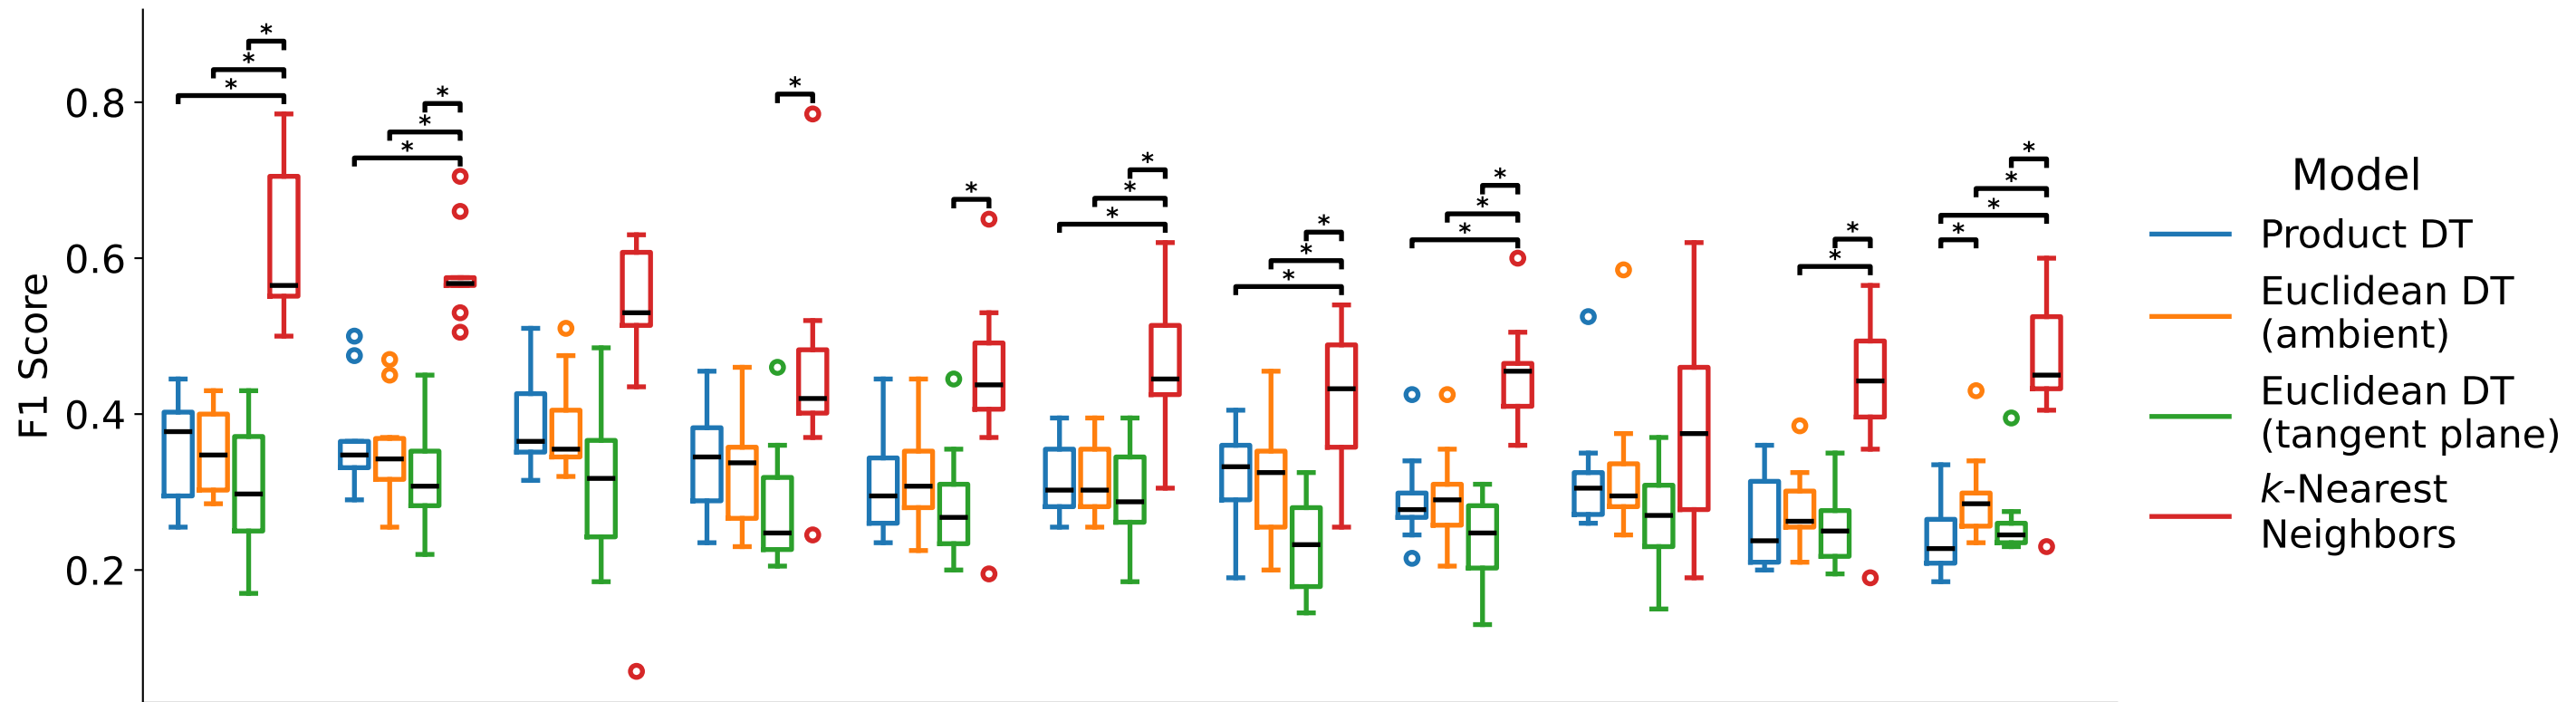 F1 Score
0.8
0.6
0.4
0.2
* * *
* * *
*
*
* * *
* * *
* * *
* *
* * * *
Model
Product DT
Euclidean DT
(ambient)
Euclidean DT
(tangent plane)
k-Nearest
Neighbors